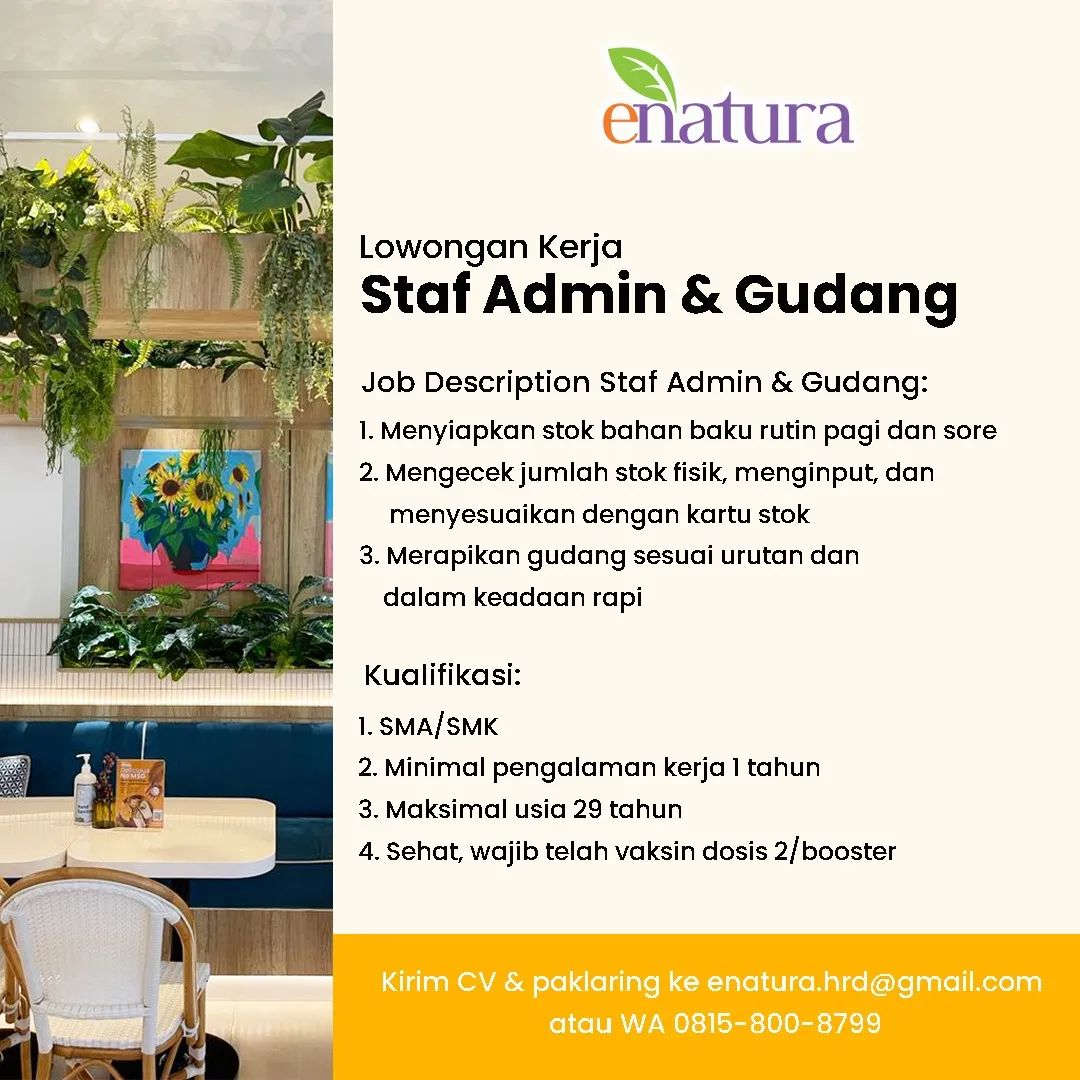 enatura
Lowongan Kerja
Staf Admin & Gudang
Job Description Staf Admin & Gudang:
1. Menyiapkan stok bahan baku rutin pagi dan sore
2. Mengecek jumlah stok fisik, menginput, dan
menyesuaikan dengan kartu stok
3. Merapikan gudang sesuai urutan dan
dalam keadaan rapi
Kualifikasi:
1. SMA/SMK
2. Minimal pengalaman kerja 1 tahun
3. Maksimal usia 29 tahun
4. Sehat, wajib telah vaksin dosis 2/booster
Kirim CV & paklaring ke enatura.hrd@gmail.com
atau WA 0815-800-8799
Delicious
No MSG